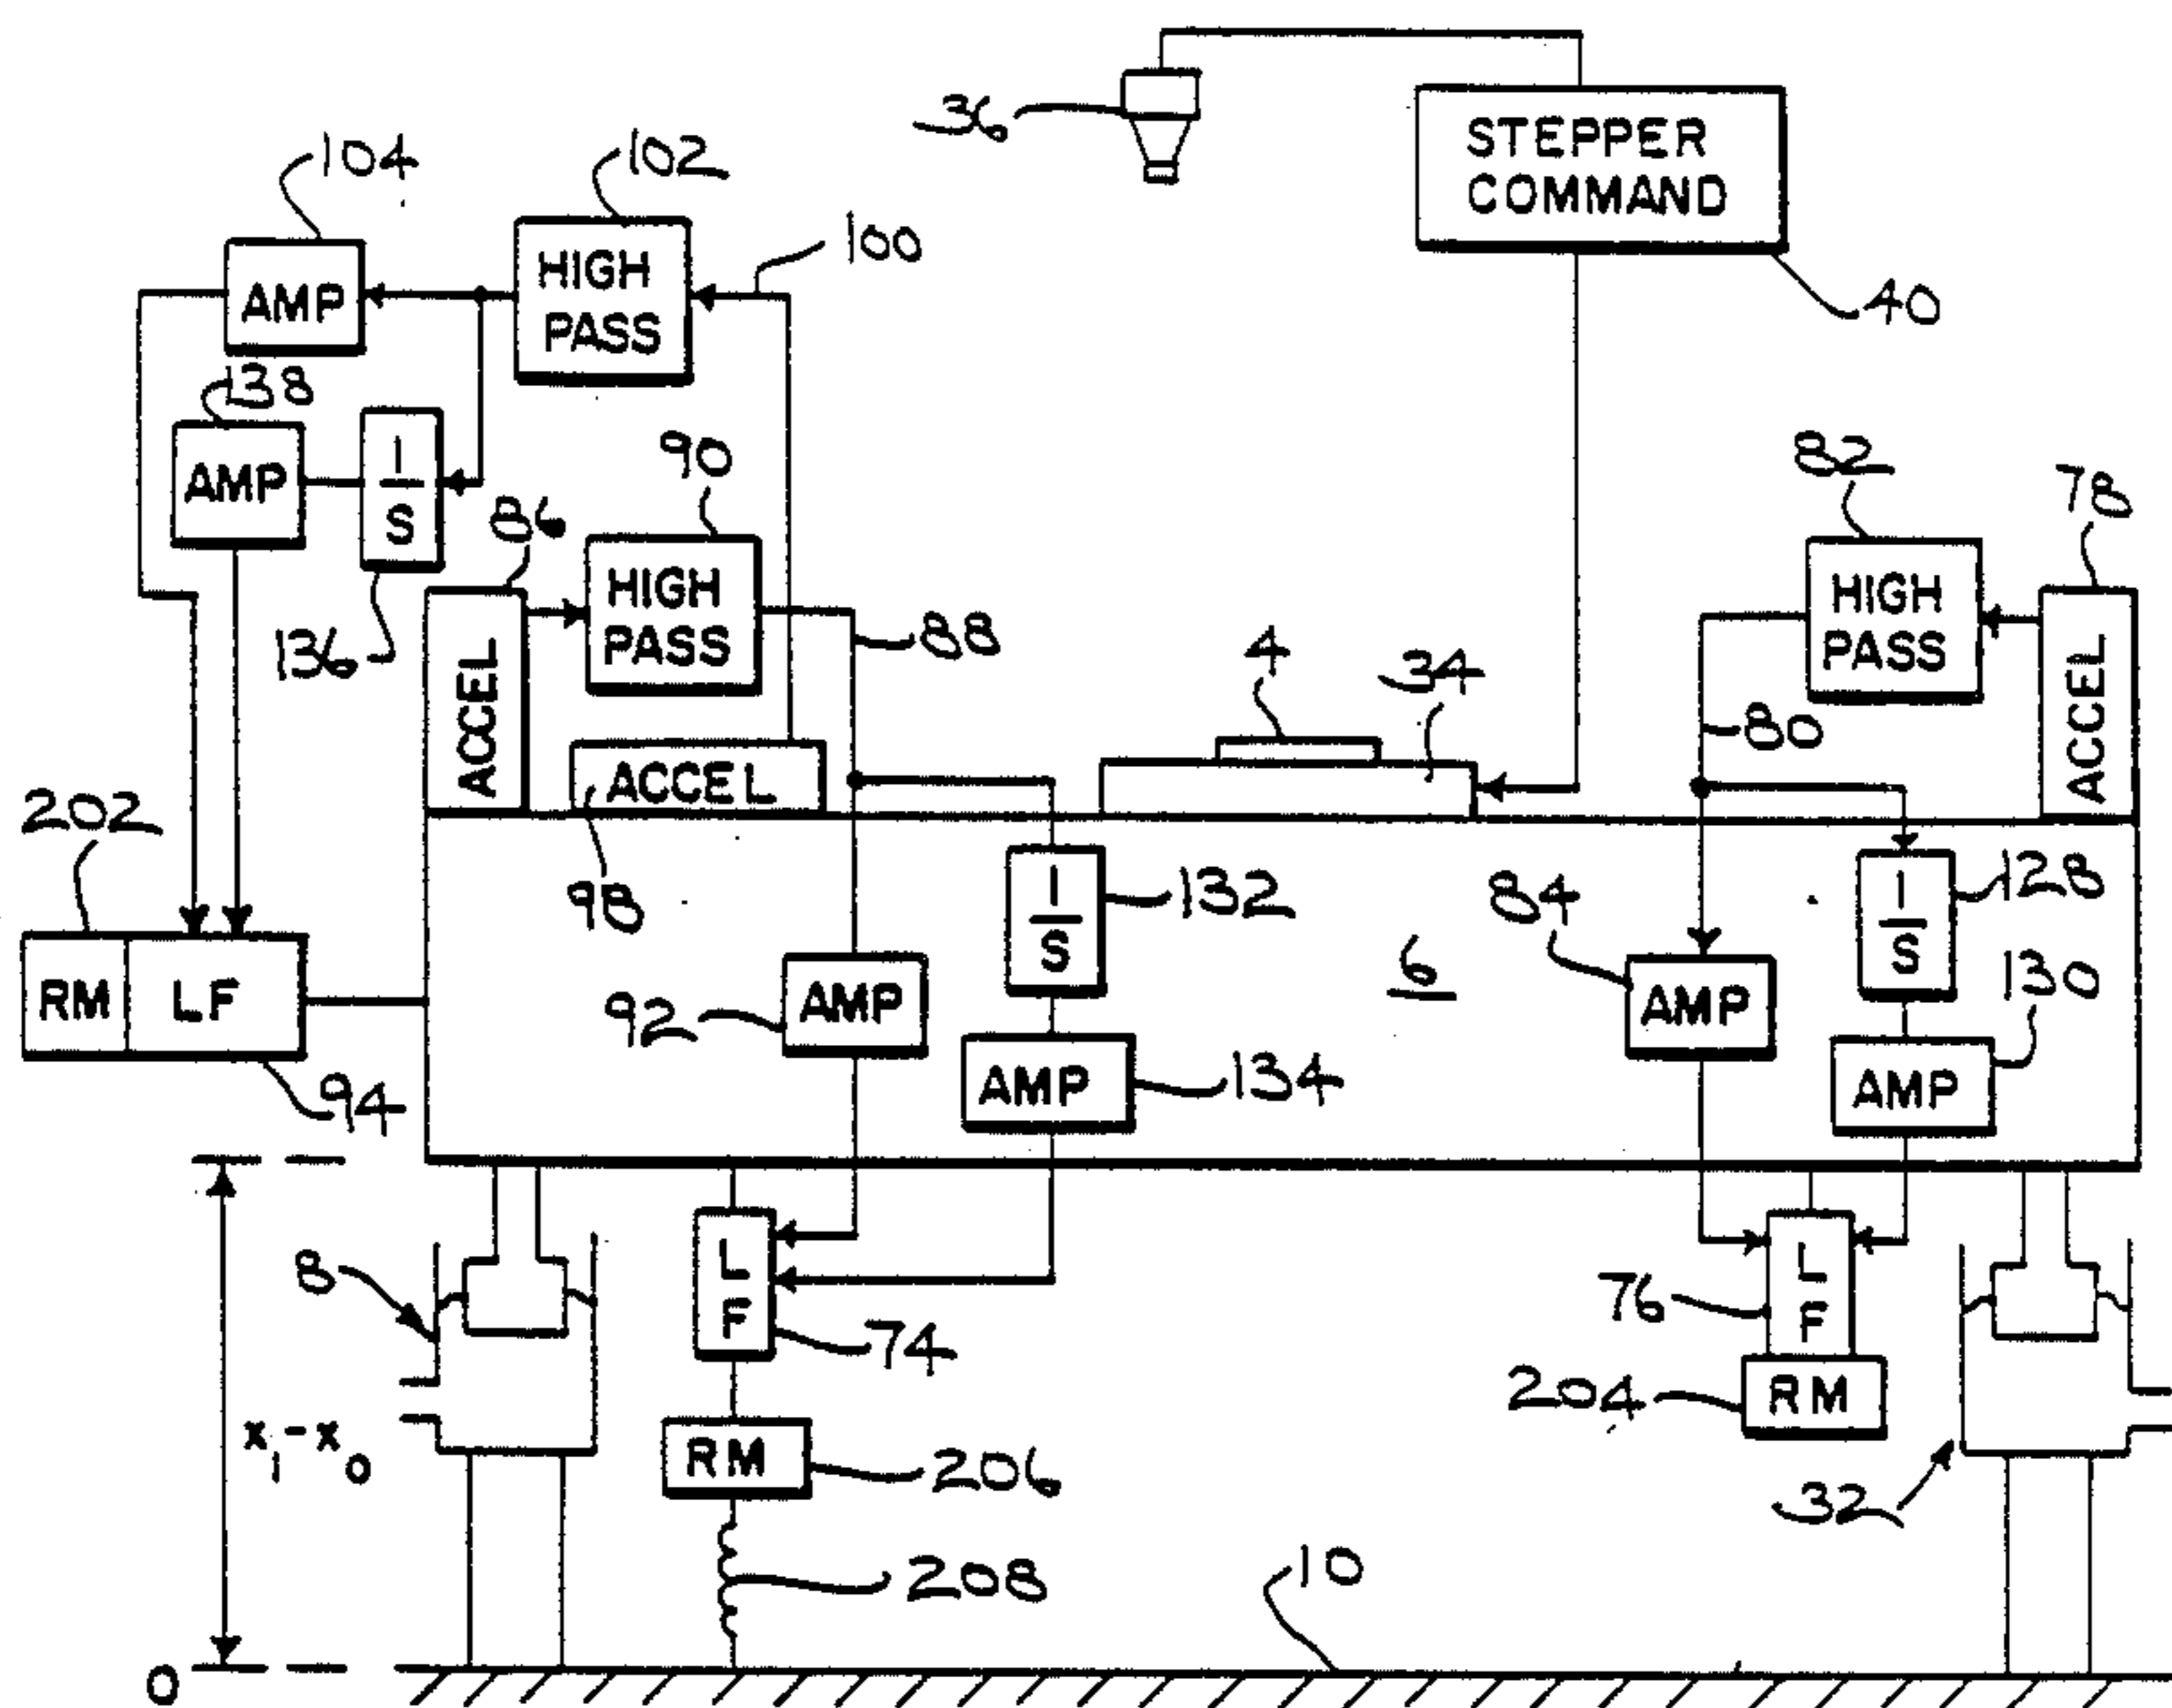 36
STEPPER
COMMAND
40
104
102
100
AMP
HIGH
PASS
138
AMP
1
S
136
86
90
HIGH
PASS
88
ACCEL
ACCEL
98
4
34
82
78
HIGH
PASS
80
ACCEL
202
RM
LF
94
92
AMP
1
S
132
AMP
134
6
84
AMP
1
S
128
130
AMP
8
L
F
74
76
L
F
204
RM
32
x1-x0
RM
206
208
10
0